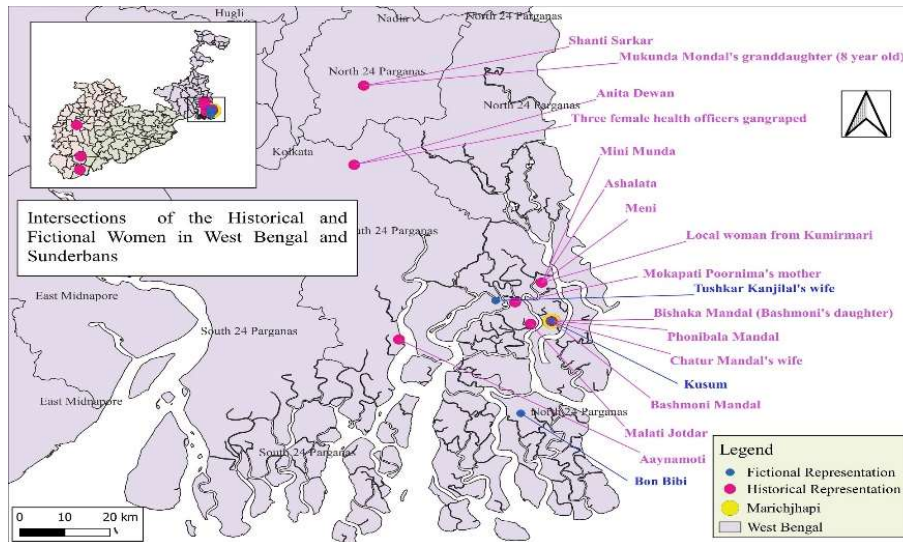 Hugli
Nadia
North 24 Parganas
Shanti Sarkar
Mukunda Mondal's granddaughter (8 year old)
North 24 Parganas
Anita Dewan
North 24 Parganas
Three female health officers gangraped
Kolkata
Mini Munda
Ashalata
Meni
Intersections of the Historical and
Fictional Women in West Bengal and
Sunderbans
South 24 Parganas
Local woman from Kumirmari
Mokapati Poornima's mother
Tushkar Kanjilal's wife
East Midnapore
Bishaka Mandal (Bashmoni's daughter)
South 24 Parganas
Phonibala Mandal
Chatur Mandal's wife
Kusum
East Midnapore
Bashmoni Mandal
North 24 Parganas
Malati Jotdar
South 24 Parganas
Aaynamoti
Bon Bibi
Legend
Fictional Representation
Historical Representation
Marichjhapi
West Bengal
0 10 20 km